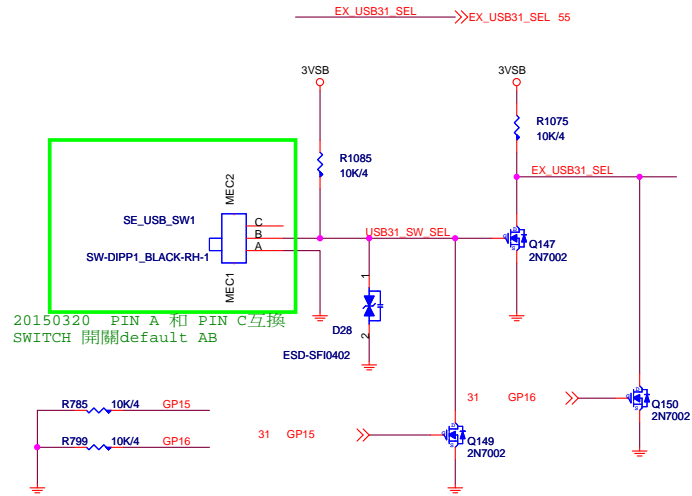 EX_USB31_SEL
EX_USB31_SEL 55
3VSB
3VSB
R1075
10K/4
R1085
10K/4
EX_USB31_SEL
MEC2
SE_USB_SW1
C
B
A
USB31_SW_SEL
Q147
2N7002
SW-DIPP1_BLACK-RH-1
MEC1
1
D28
2
ESD-SFI0402
20150320 PIN A 和 PIN C互換
SWITCH 開關default AB
R785 10K/4 GP15
31 GP16
Q150
2N7002
R799 10K/4 GP16
31 GP15
Q149
2N7002